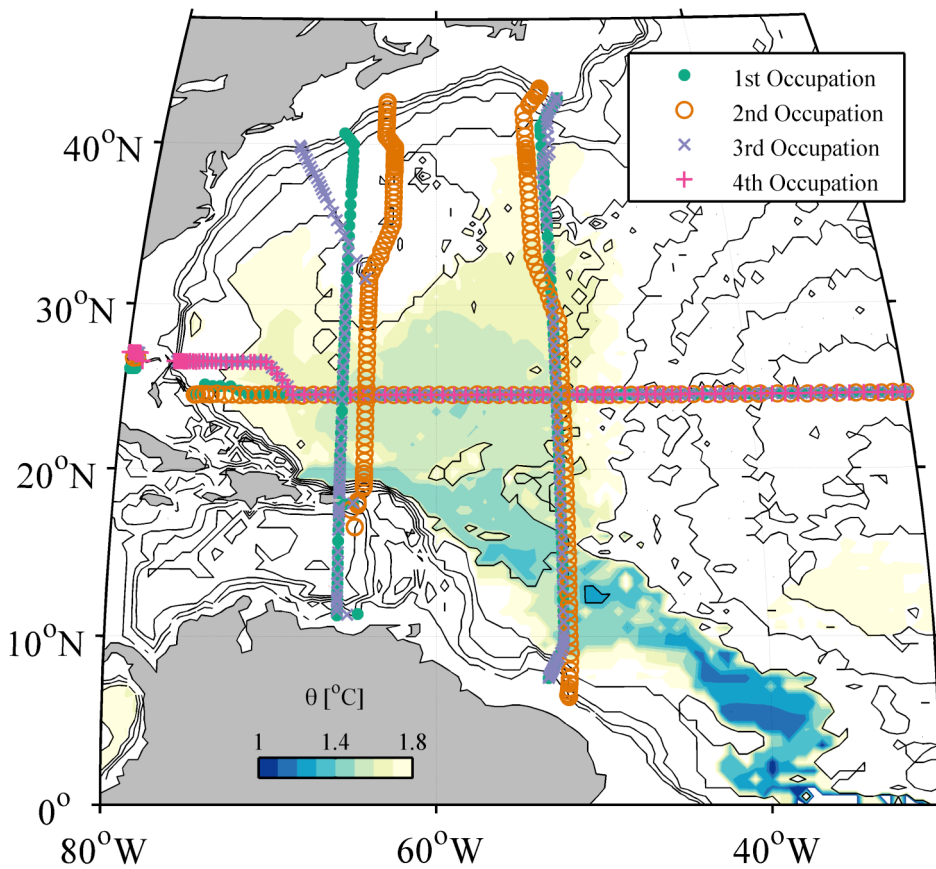 1st Occupation
2nd Occupation
3rd Occupation
4th Occupation
40°N
30°N
20°N
10°N
0°
θ [°C]
1 1.4 1.8
80°W 60°W 40°W